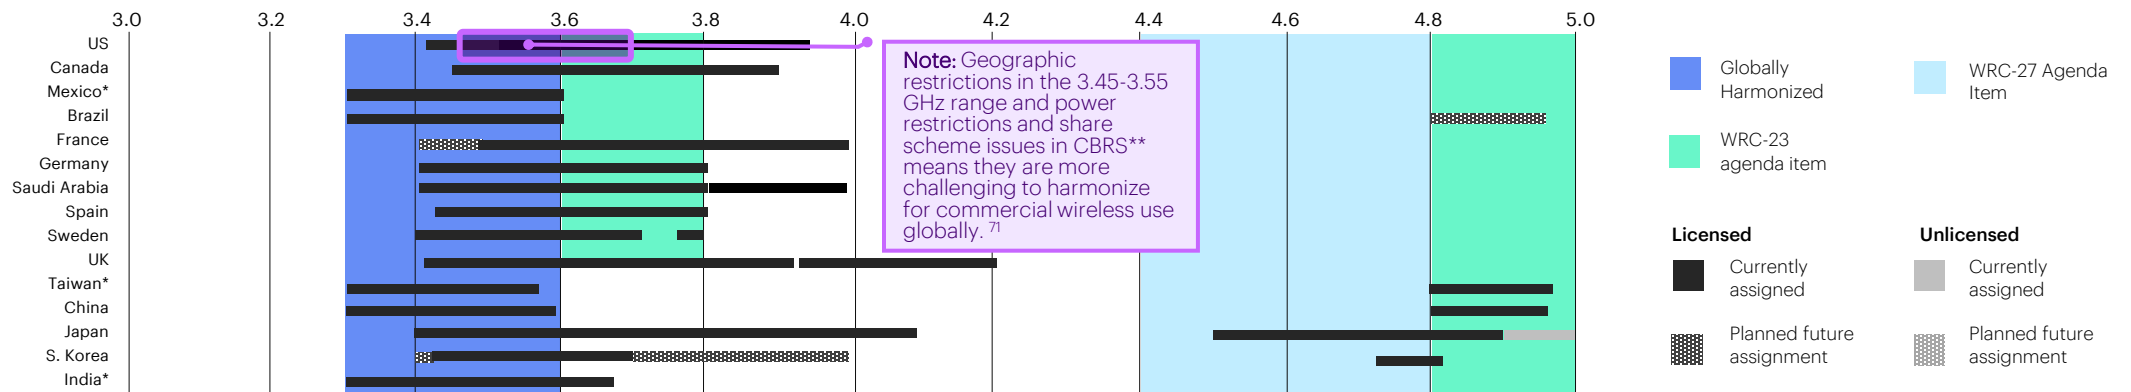 3.0 3.2 3.4 3.6 3.8 4.0 4.2 4.4 4.6 4.8 5.0
US
Canada
Mexico*
Brazil
France
Germany
Saudi Arabia
Spain
Sweden
UK
Taiwan*
China
Japan
S. Korea
India*
Note: Geographic
restrictions in the 3.45-3.55
GHz range and power
restrictions and share
scheme issues in CBRS**
means they are more
challenging to harmonize
for commercial wireless use
globally. 71
Globally
Harmonized
WRC-27 Agenda
Item
WRC-23
agenda item
Licensed
Currently
assigned
Planned future
assignment
Unlicensed
Currently
assigned
Planned future
assignment